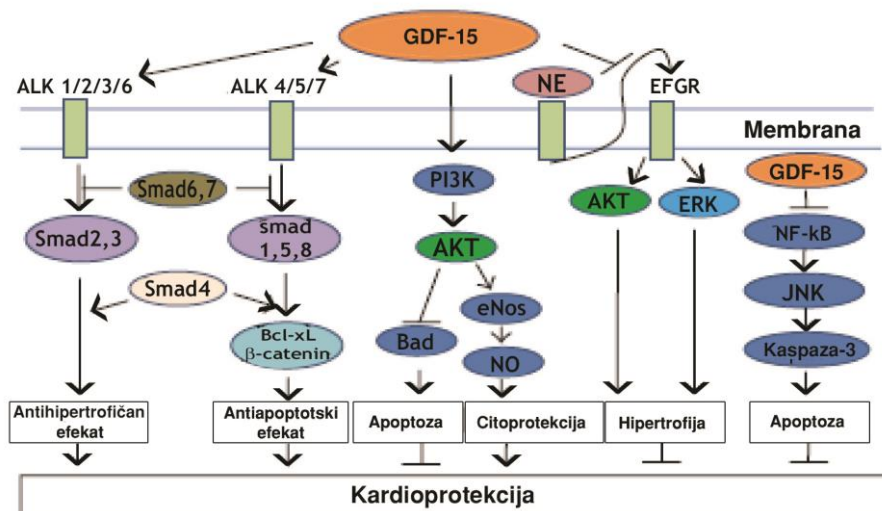 GDF-15
ALK 1/2/3/6
ALK 4/5/7
NE
EFGR
Membrana
Smad6,7
PI3K
GDF-15
AKT
ERK
Smad2,3
smad
1,5,8
AKT
NF-kB
Smad4
eNos
JNK
Bcl-xL
β-catenin
Bad
NO
Kaspaza-3
Antihipertrofičan
efekat
Antiapoptotski
efekat
Apoptoza
Citoprotekcija
Hipertrofija
Apoptoza
Kardioprotekcija